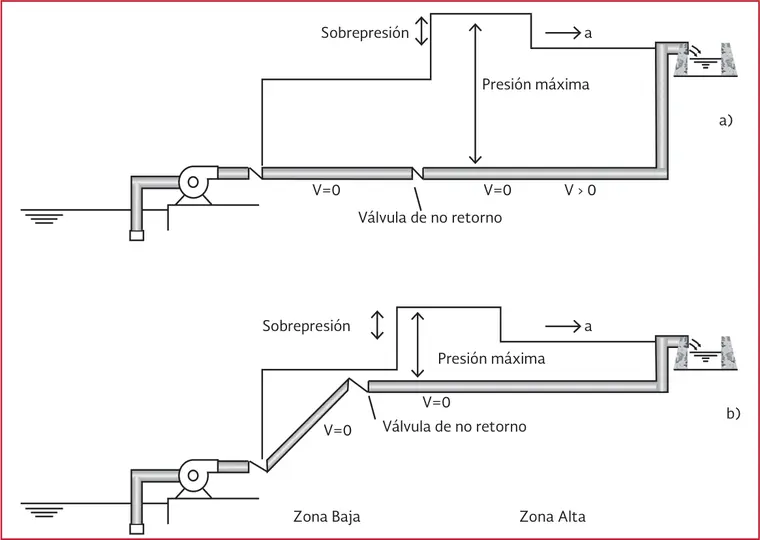 Sobrepresión
a
Presión máxima
a)
V=0
V=0
V > 0
Válvula de no retorno
Sobrepresión
a
Presión máxima
V=0
b)
V=0
Válvula de no retorno
Zona Baja
Zona Alta